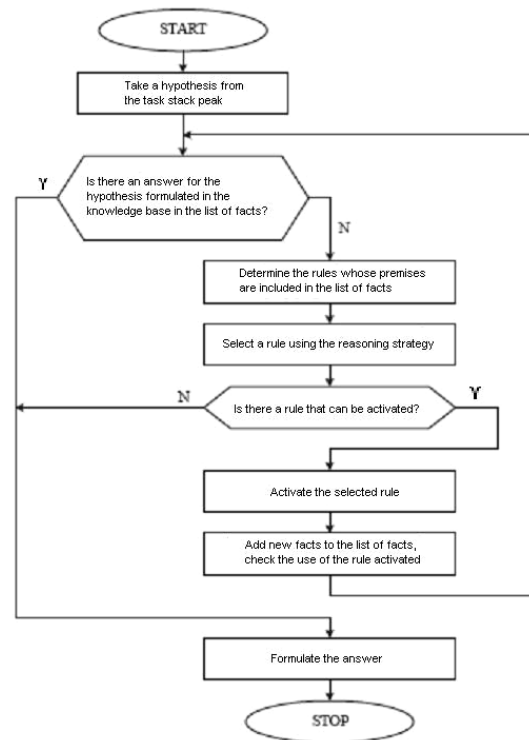 START
Take a hypothesis from
the task stack peak
Y
Is there an answer for the
hypothesis formulated in the
knowledge base in the list of facts?
N
Determine the rules whose premises
are included in the list of facts
Select a rule using the reasoning strategy
N
Is there a rule that can be activated?
Y
Activate the selected rule
Add new facts to the list of facts,
check the use of the rule activated
Formulate the answer
STOP